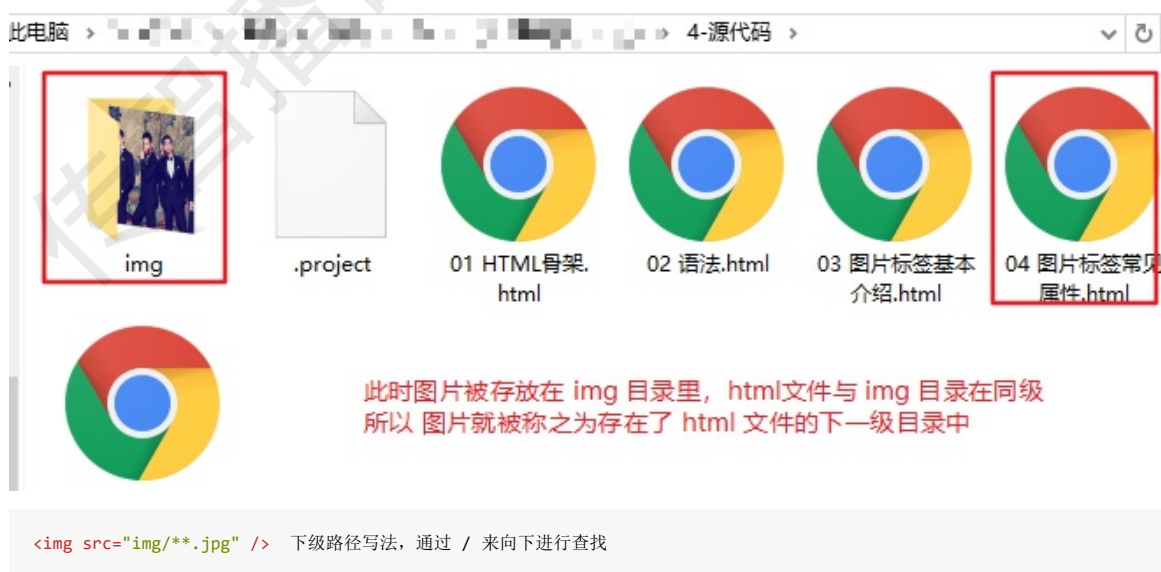 此电脑 › › 4-源代码 ›
img
.project
01 HTML骨架.
html
02 语法.html
03 图片标签基本
介绍.html
04 图片标签常见
属性.html
此时图片被存放在 img 目录里，html文件与 img 目录在同级
所以 图片就被称之为存在了 html 文件的下一级目录中
<img src="img/**.jpg" /> 下级路径写法，通过 / 来向下进行查找
传智播